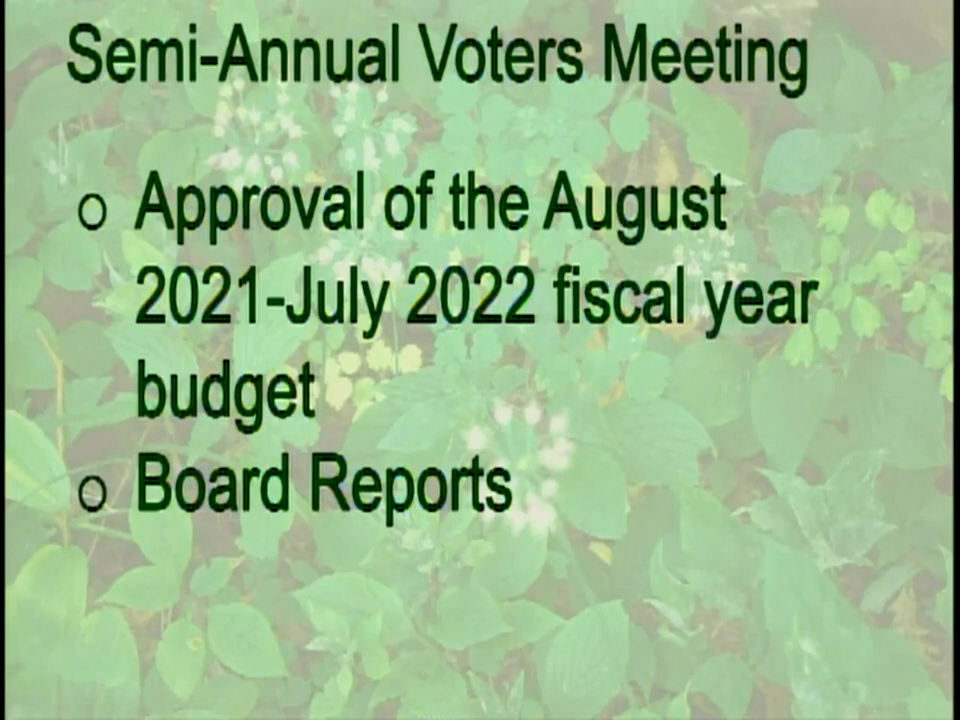 Semi-Annual Voters Meeting
o Approval of the August
2021-July 2022 fiscal year
budget
o Board Reports